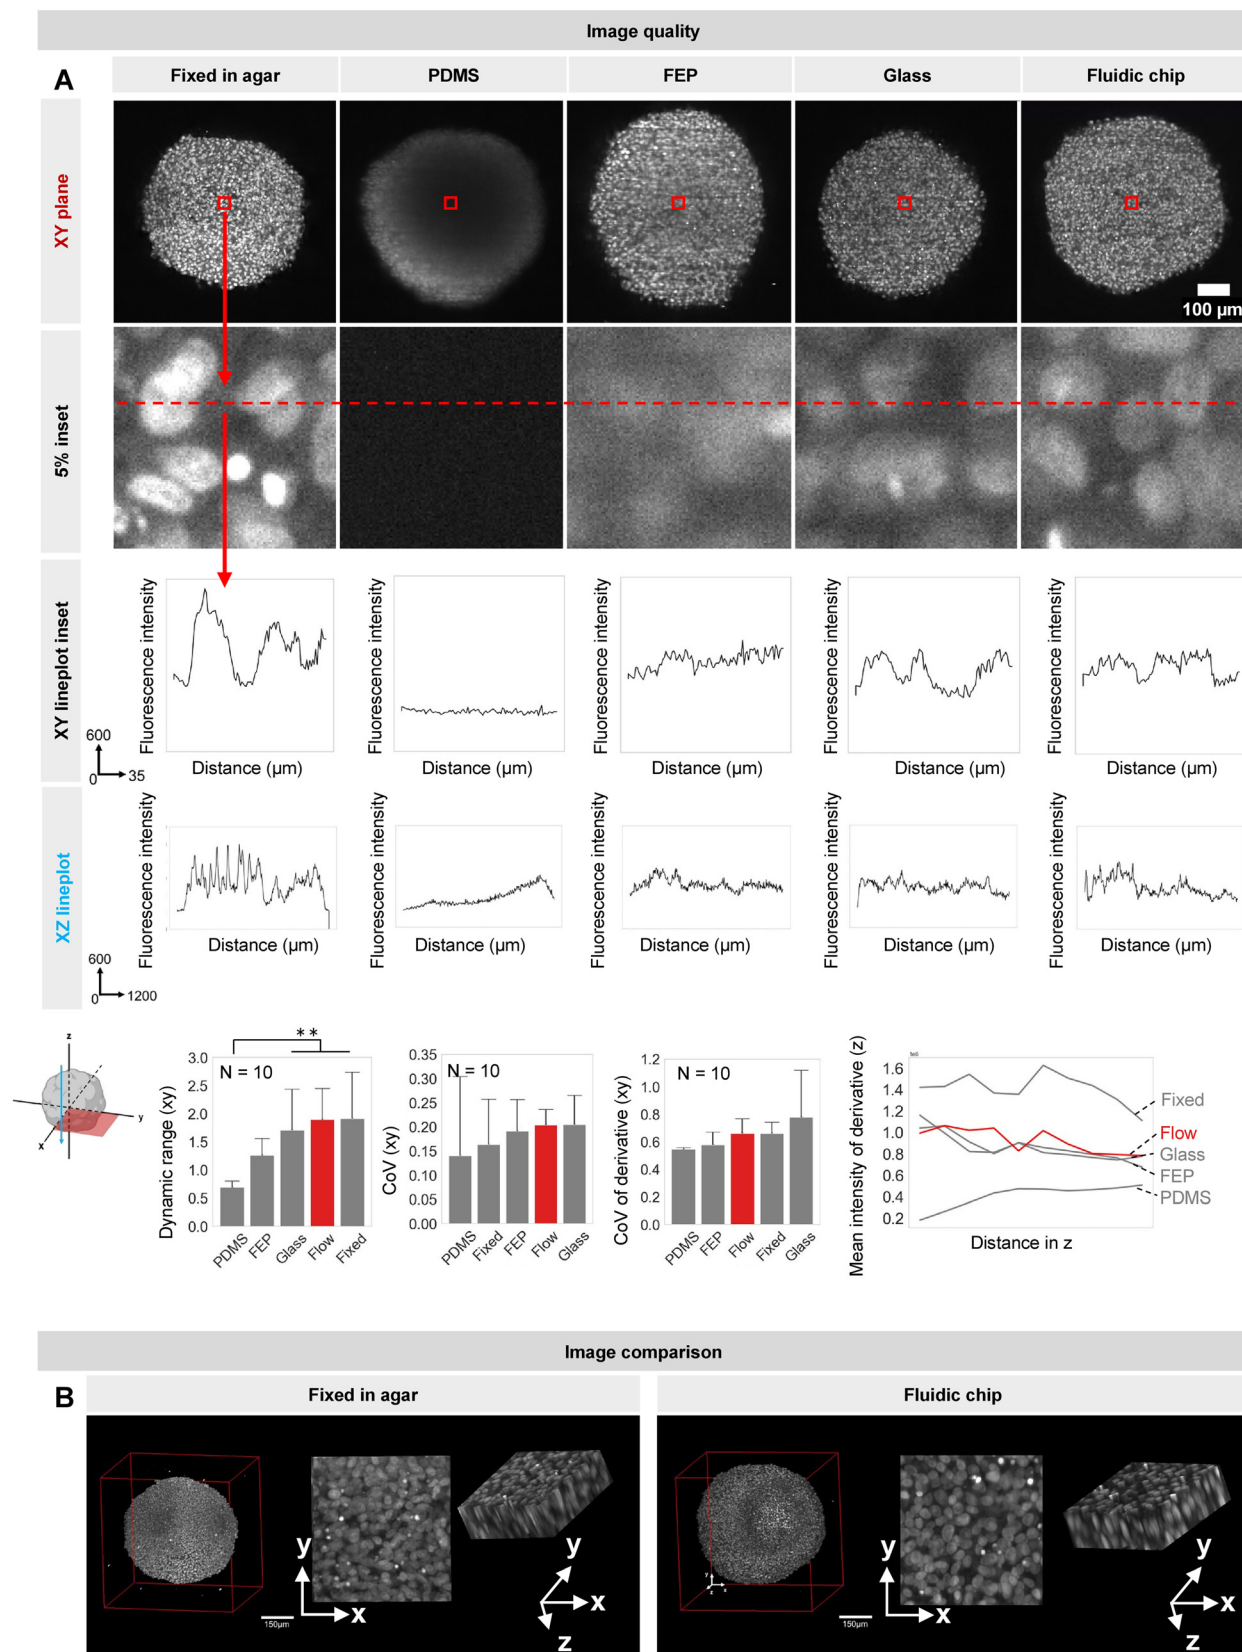 Image quality
A
Fixed in agar
PDMS
FEP
Glass
Fluidic chip
XY plane
100 µm
5% inset
XY lineplot inset
600
0
35
Fluorescence intensity
Distance (µm)
Fluorescence intensity
Distance (µm)
Fluorescence intensity
Distance (µm)
Fluorescence intensity
Distance (µm)
Fluorescence intensity
Distance (µm)
XZ lineplot
600
0
1200
Fluorescence intensity
Distance (µm)
Fluorescence intensity
Distance (µm)
Fluorescence intensity
Distance (µm)
Fluorescence intensity
Distance (µm)
Fluorescence intensity
Distance (µm)
z
y
x
Dynamic range (xy)
3.0
2.5
2.0
1.5
1.0
0.5
0.0
N = 10
**
PDMS
FEP
Glass
Flow
Fixed
CoV (xy)
0.35
0.30
0.25
0.20
0.15
0.10
0.05
0.00
N = 10
PDMS
Fixed
FEP
Flow
Glass
CoV of derivative (xy)
1.2
1.0
0.8
0.6
0.4
0.2
0.0
N = 10
PDMS
FEP
Flow
Fixed
Glass
Mean intensity of derivative (z)
1.6
1.4
1.2
1.0
0.8
0.6
0.4
0.2
Fixed
Flow
Glass
FEP
PDMS
Distance in z
Image comparison
B
Fixed in agar
Fluidic chip
150µm
y
x
y
x
z
150µm
y
x
y
x
z